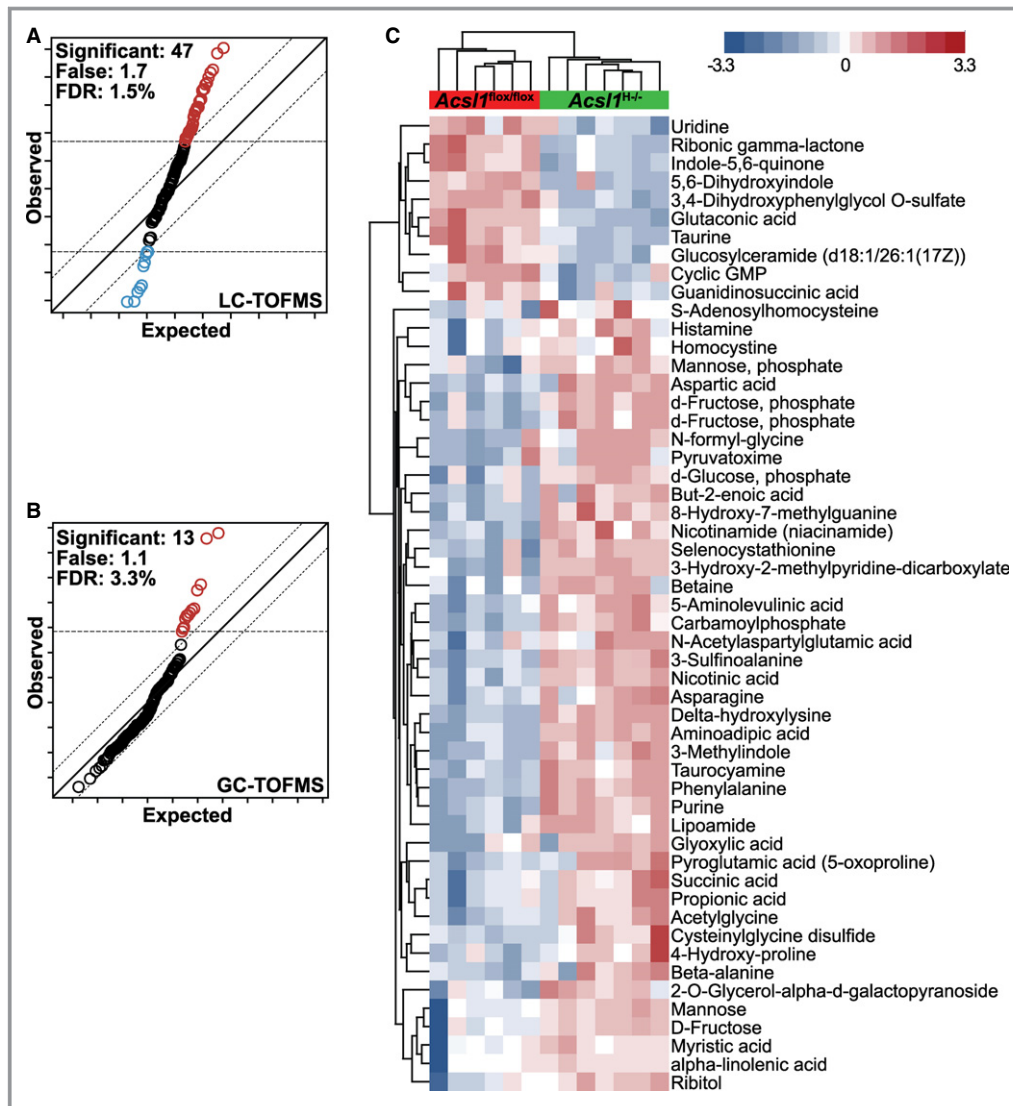 A
Significant: 47
False: 1.7
FDR: 1.5%
Observed
LC-TOFMS
Expected
B
Significant: 13
False: 1.1
FDR: 3.3%
Observed
GC-TOFMS
Expected
C
-3.3 0 3.3
Acsl1flox/flox Acsl1H-/-
Uridine
Ribonic gamma-lactone
Indole-5,6-quinone
5,6-Dihydroxyindole
3,4-Dihydroxyphenylglycol O-sulfate
Glutaconic acid
Taurine
Glucosylceramide (d18:1/26:1(17Z))
Cyclic GMP
Guanidinosuccinic acid
S-Adenosylhomocysteine
Histamine
Homocystine
Mannose, phosphate
Aspartic acid
d-Fructose, phosphate
d-Fructose, phosphate
N-formyl-glycine
Pyruvatoxime
d-Glucose, phosphate
But-2-enoic acid
8-Hydroxy-7-methylguanine
Nicotinamide (niacinamide)
Selenocystathionine
3-Hydroxy-2-methylpyridine-dicarboxylate
Betaine
5-Aminolevulinic acid
Carbamoylphosphate
N-Acetylaspartylglutamic acid
3-Sulfinoalanine
Nicotinic acid
Asparagine
Delta-hydroxylysine
Aminoadipic acid
3-Methylindole
Taurocyamine
Phenylalanine
Purine
Lipoamide
Glyoxylic acid
Pyroglutamic acid (5-oxoproline)
Succinic acid
Propionic acid
Acetylglycine
Cysteinylglycine disulfide
4-Hydroxy-proline
Beta-alanine
2-O-Glycerol-alpha-d-galactopyranoside
Mannose
D-Fructose
Myristic acid
alpha-linolenic acid
Ribitol